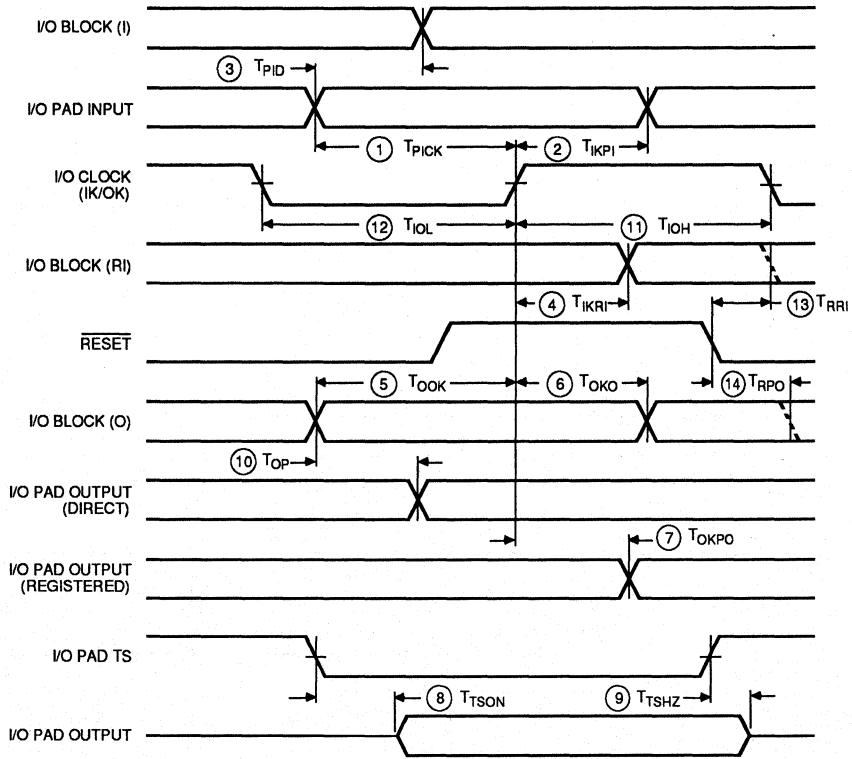 I/O BLOCK (I)
3 TPID
I/O PAD INPUT
1 TPICK
2 TIKPI
I/O CLOCK
(IK/OK)
12 TIOL
11 TIOH
I/O BLOCK (RI)
4 TIKRI
13 TRRI
RESET
5 TOOK
6 TOKO
14 TRPO
I/O BLOCK (O)
10 TOP
I/O PAD OUTPUT
(DIRECT)
7 TOKPO
I/O PAD OUTPUT
(REGISTERED)
I/O PAD TS
8 TTSON
9 TTSHZ
I/O PAD OUTPUT